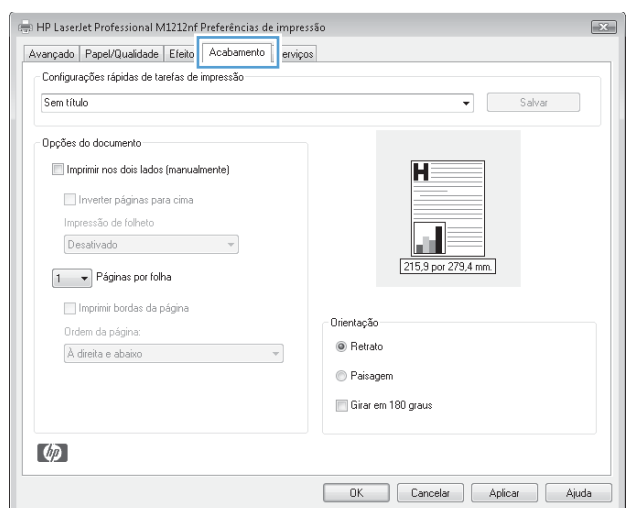 HP LaserJet Professional M1212nf Preferências de impressão
Avançado Papel/Qualidade Efeito Acabamento erviços
Configurações rápidas de tarefas de impressão
Sem título Salvar
Opções do documento
Imprimir nos dois lados (manualmente)
Inverter páginas para cima
Impressão de folheto
Desativado
1 Páginas por folha
Imprimir bordas da página
Ordem da página:
À direita e abaixo
H
215,9 por 279,4 mm.
Orientação
Retrato
Paisagem
Girar em 180 graus
hp
OK Cancelar Aplicar Ajuda